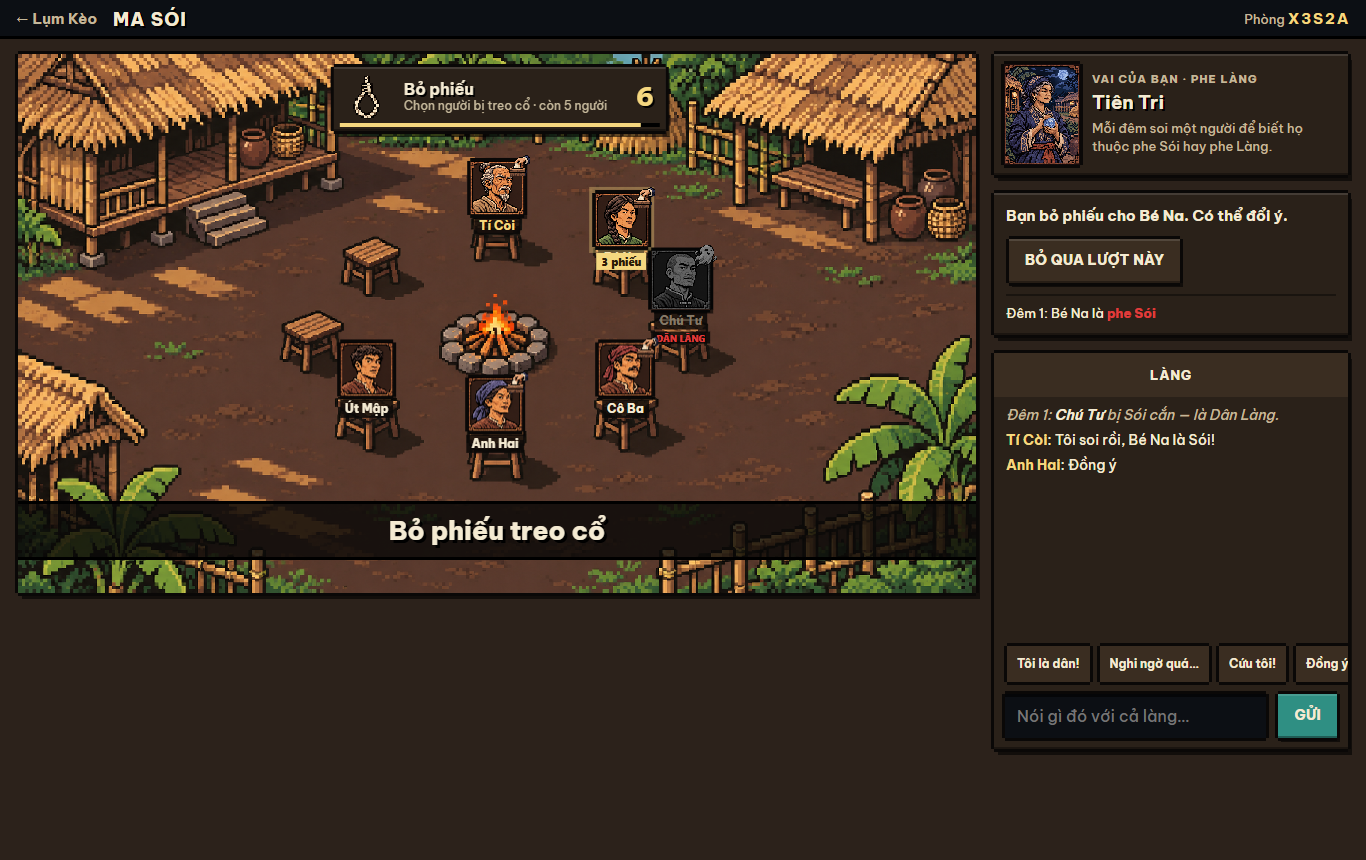 ← Lụm Kèo
MA SÓI
Phòng X3S2A
Bỏ phiếu
Chọn người bị treo cổ · còn 5 người
6
Tí Còi
3 phiếu
Chú Tư
DÂN LÀNG
Út Mập
Cô Ba
Anh Hai
Bỏ phiếu treo cổ
VAI CỦA BẠN · PHE LÀNG
Tiên Tri
Mỗi đêm soi một người để biết họ
thuộc phe Sói hay phe Làng.
Bạn bỏ phiếu cho Bé Na. Có thể đổi ý.
BỎ QUA LƯỢT NÀY
Đêm 1: Bé Na là phe Sói
LÀNG
Đêm 1: Chú Tư bị Sói cắn — là Dân Làng.
Tí Còi: Tôi soi rồi, Bé Na là Sói!
Anh Hai: Đồng ý
Tôi là dân!
Nghi ngờ quá...
Cứu tôi!
Đồng ý
Nói gì đó với cả làng...
GỬI